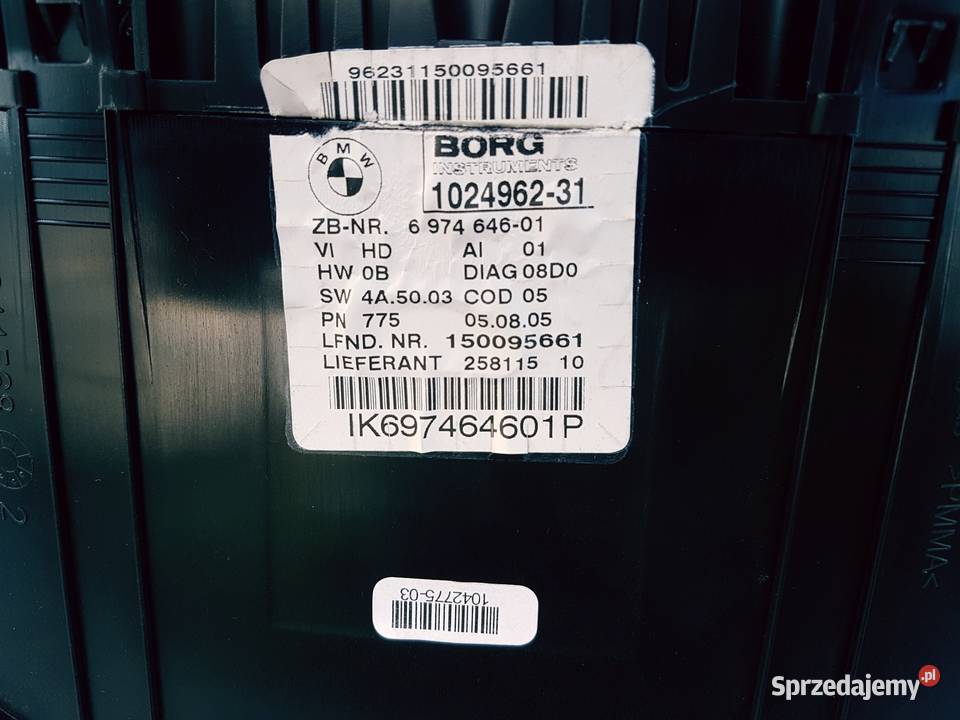 96231150095661
BMW
BORG
INSTRUMENTS
1024962-31
ZB-NR. 6 974 646-01
VI HD AI 01
HW 0B DIAG 08D0
SW 4A.50.03 COD 05
PN 775 05.08.05
LFND. NR. 150095661
LIEFERANT 258115 10
IK697464601P
1042775-03
2
PMMA<
Sprzedajemy.pl